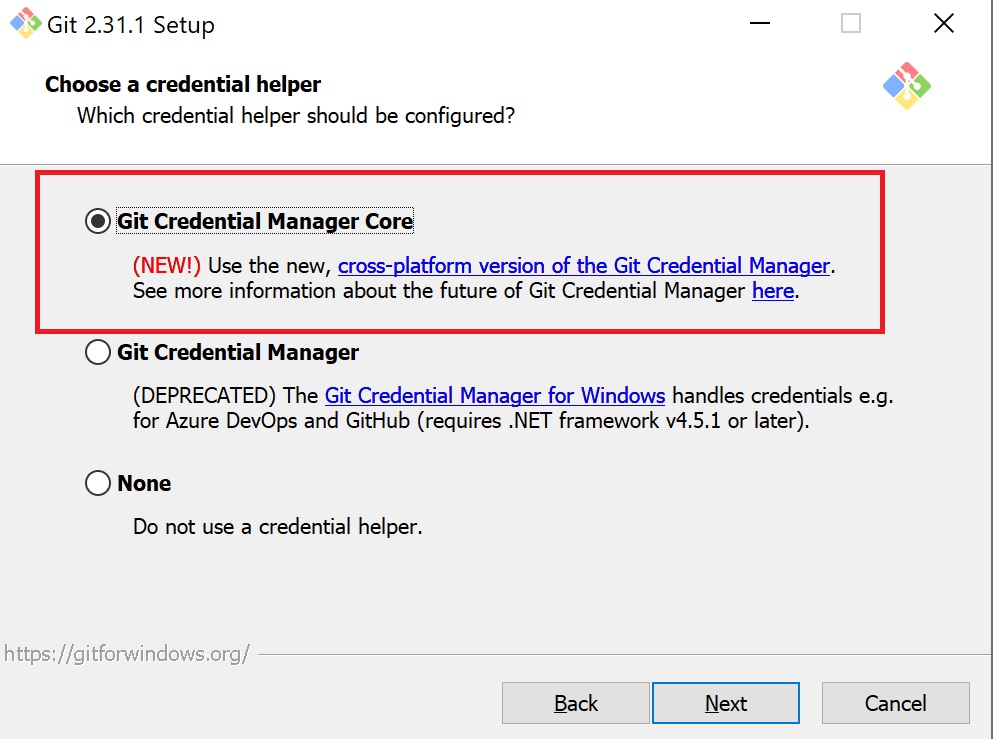 Git 2.31.1 Setup
Choose a credential helper
Which credential helper should be configured?
Git Credential Manager Core
(NEW!) Use the new, cross-platform version of the Git Credential Manager.
See more information about the future of Git Credential Manager here.
Git Credential Manager
(DEPRECATED) The Git Credential Manager for Windows handles credentials e.g.
for Azure DevOps and GitHub (requires .NET framework v4.5.1 or later).
None
Do not use a credential helper.
https://gitforwindows.org/
Back
Next
Cancel